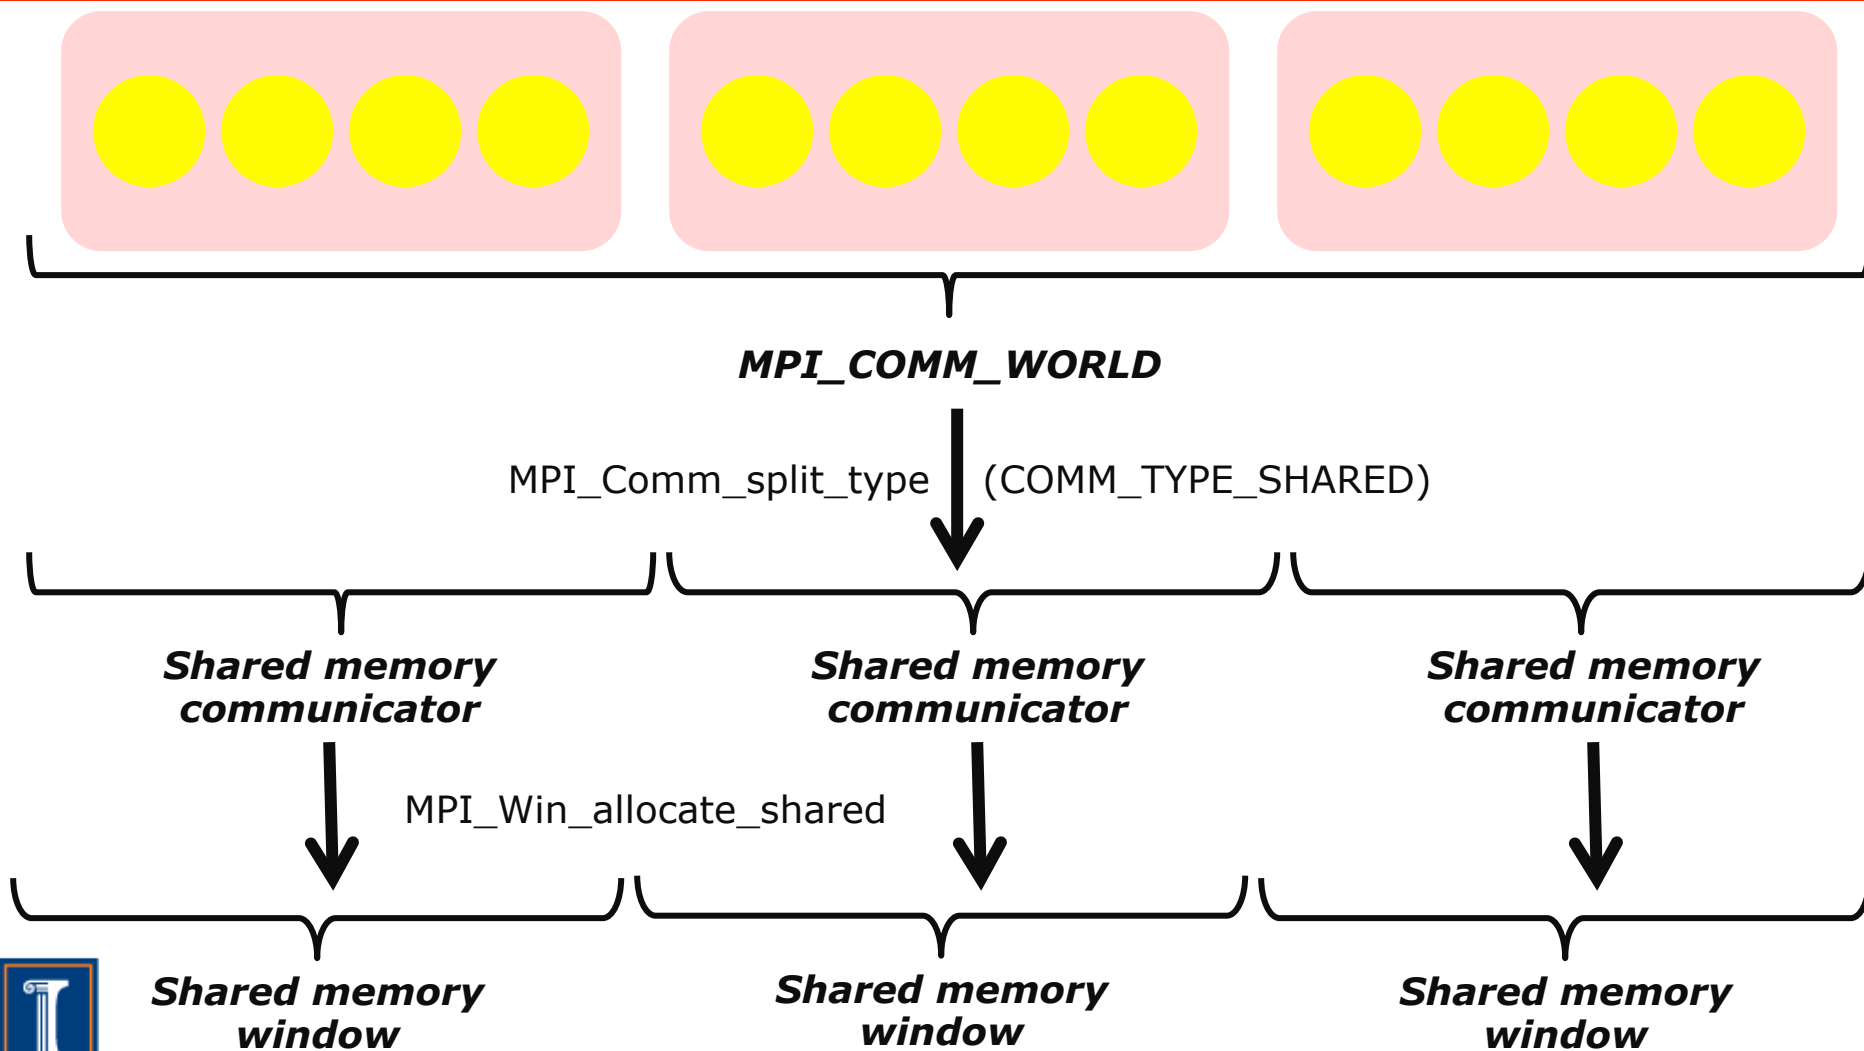 MPI_COMM_WORLD
MPI_Comm_split_type (COMM_TYPE_SHARED)
Shared memory
communicator
Shared memory
communicator
Shared memory
communicator
MPI_Win_allocate_shared
Shared memory
window
Shared memory
window
Shared memory
window